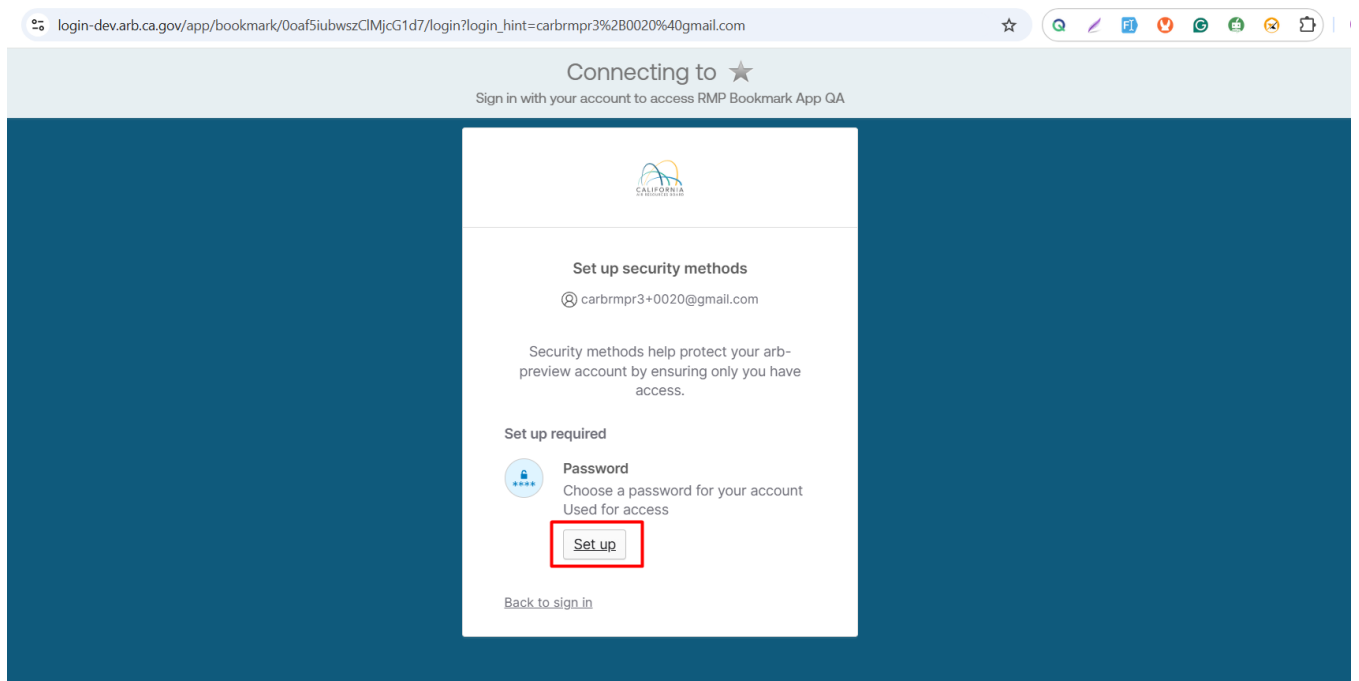 login-dev.arb.ca.gov/app/bookmark/0oaf5iubwszClMjcG1d7/login?login_hint=carbrmpr3%2B0020%40gmail.com
Connecting to
Sign in with your account to access RMP Bookmark App QA
CALIFORNIA
AIR RESOURCES BOARD
Set up security methods
carbrmpr3+0020@gmail.com
Security methods help protect your arb-
preview account by ensuring only you have
access.
Set up required
****
Password
Choose a password for your account
Used for access
Set up
Back to sign in